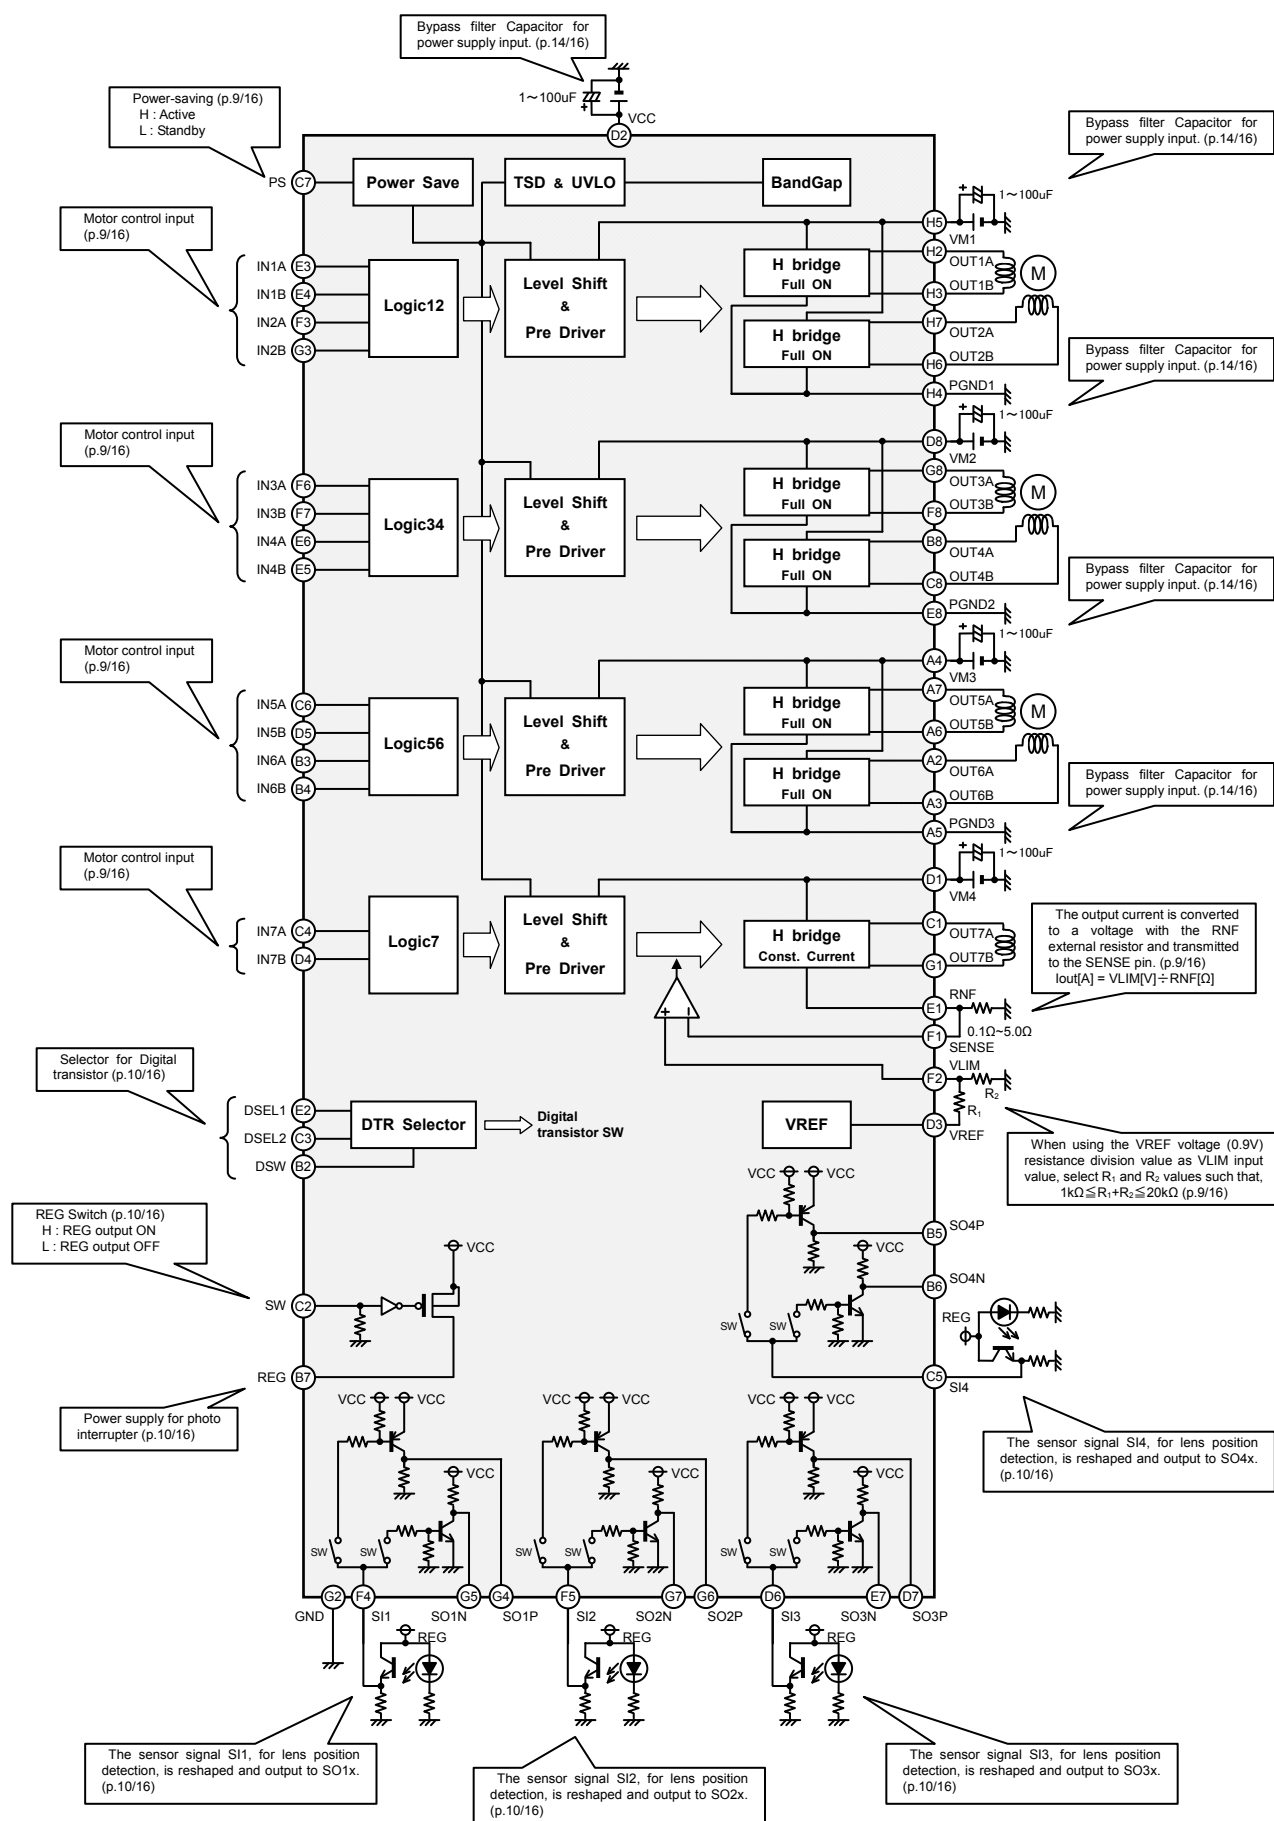 Bypass filter Capacitor for
power supply input. (p.14/16)
1～100uF
+
VCC
D2
Power-saving (p.9/16)
H : Active
L : Standby
PS C7
Power Save
TSD & UVLO
BandGap
Bypass filter Capacitor for
power supply input. (p.14/16)
+
1～100uF
H5
VM1
Motor control input
(p.9/16)
IN1A E3
IN1B E4
IN2A F3
IN2B G3
Logic12
Level Shift
&
Pre Driver
H bridge
Full ON
H bridge
Full ON
H2
OUT1A
OUT1B
H3
M
H7
OUT2A
OUT2B
H6
PGND1
H4
Bypass filter Capacitor for
power supply input. (p.14/16)
+
1～100uF
D8
VM2
Motor control input
(p.9/16)
IN3A F6
IN3B F7
IN4A E6
IN4B E5
Logic34
Level Shift
&
Pre Driver
H bridge
Full ON
H bridge
Full ON
G8
OUT3A
OUT3B
F8
M
B8
OUT4A
OUT4B
C8
PGND2
E8
Bypass filter Capacitor for
power supply input. (p.14/16)
+
1～100uF
A4
VM3
Motor control input
(p.9/16)
IN5A C6
IN5B D5
IN6A B3
IN6B B4
Logic56
Level Shift
&
Pre Driver
H bridge
Full ON
H bridge
Full ON
A7
OUT5A
OUT5B
A6
M
A2
OUT6A
OUT6B
A3
PGND3
A5
Bypass filter Capacitor for
power supply input. (p.14/16)
+
1～100uF
D1
VM4
Motor control input
(p.9/16)
IN7A C4
IN7B D4
Logic7
Level Shift
&
Pre Driver
H bridge
Const. Current
C1
OUT7A
OUT7B
G1
The output current is converted
to a voltage with the RNF
external resistor and transmitted
to the SENSE pin. (p.9/16)
Iout[A] = VLIM[V]÷RNF[Ω]
+ −
RNF
E1
0.1Ω~5.0Ω
F1
SENSE
VLIM
F2
R2
R1
D3
VREF
VREF
Selector for Digital
transistor (p.10/16)
DSEL1 E2
DSEL2 C3
DSW B2
DTR Selector
Digital
transistor SW
When using the VREF voltage (0.9V)
resistance division value as VLIM input
value, select R1 and R2 values such that,
1kΩ≦R1+R2≦20kΩ (p.9/16)
REG Switch (p.10/16)
H : REG output ON
L : REG output OFF
SW C2
VCC
REG B7
Power supply for photo
interrupter (p.10/16)
VCC VCC
SO4P
B5
VCC
SO4N
B6
SW
SW
REG
C5
SI4
The sensor signal SI4, for lens position
detection, is reshaped and output to SO4x.
(p.10/16)
VCC VCC
VCC
SW
SW
VCC VCC
VCC
SW
SW
VCC VCC
VCC
SW
SW
G2 F4 G5 G4 F5 G7 G6 D6 E7 D7
GND SI1 SO1N SO1P SI2 SO2N SO2P SI3 SO3N SO3P
REG
REG
REG
The sensor signal SI1, for lens position
detection, is reshaped and output to SO1x.
(p.10/16)
The sensor signal SI2, for lens position
detection, is reshaped and output to SO2x.
(p.10/16)
The sensor signal SI3, for lens position
detection, is reshaped and output to SO3x.
(p.10/16)